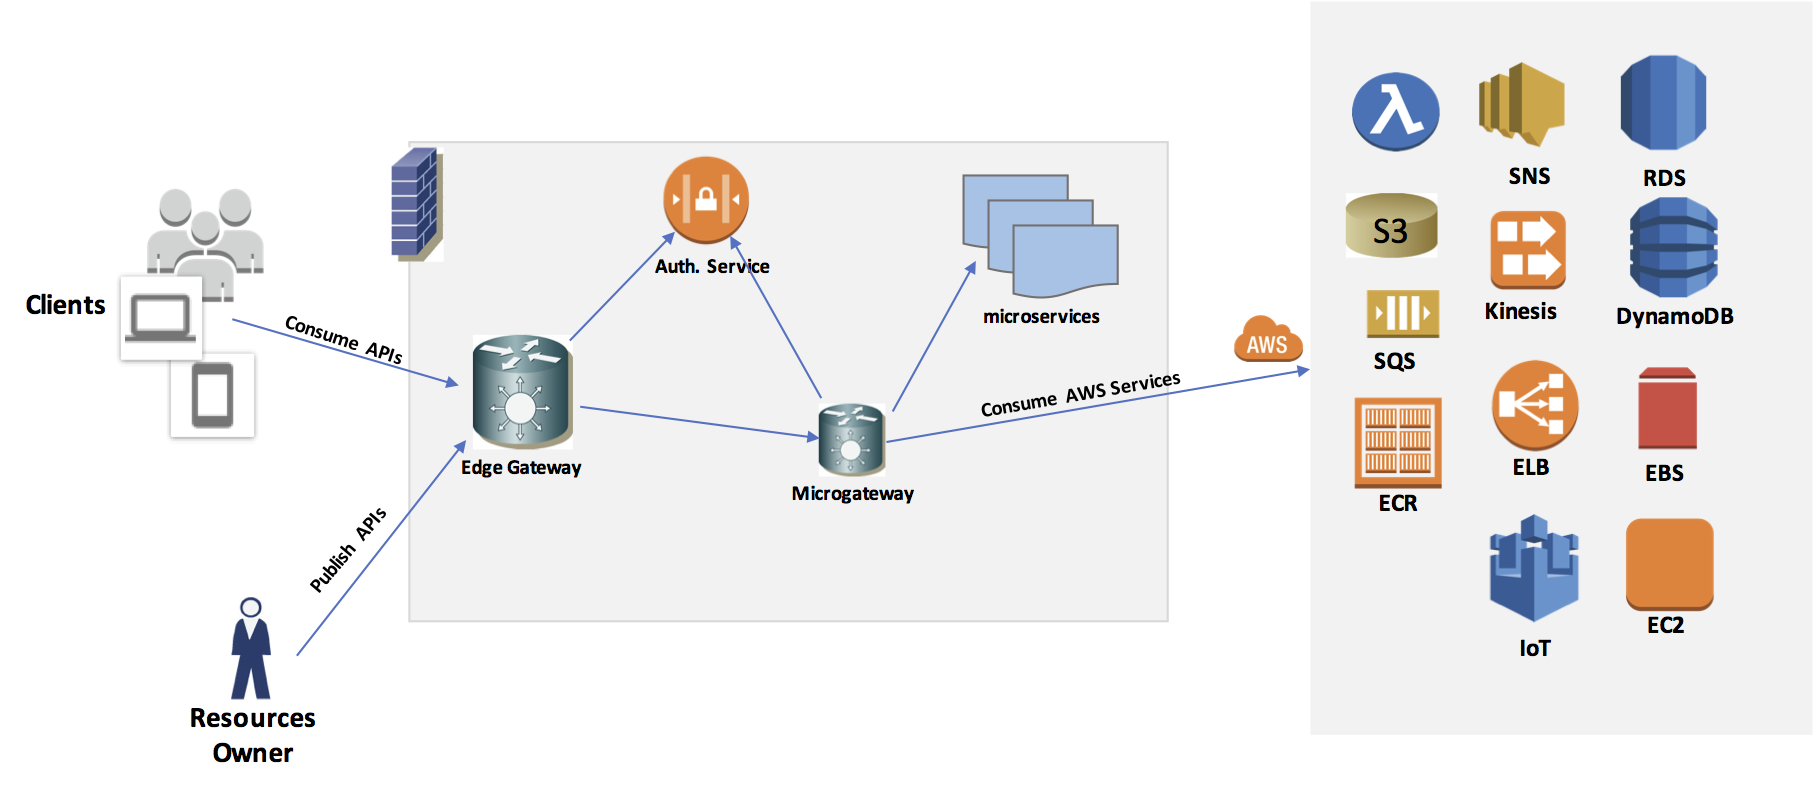 Clients
Consume APIs
Publish APIs
Resources
Owner
Edge Gateway
Auth. Service
Microgateway
microservices
Consume AWS Services
AWS
λ
SNS
RDS
S3
Kinesis
DynamoDB
SQS
ELB
EBS
ECR
IoT
EC2